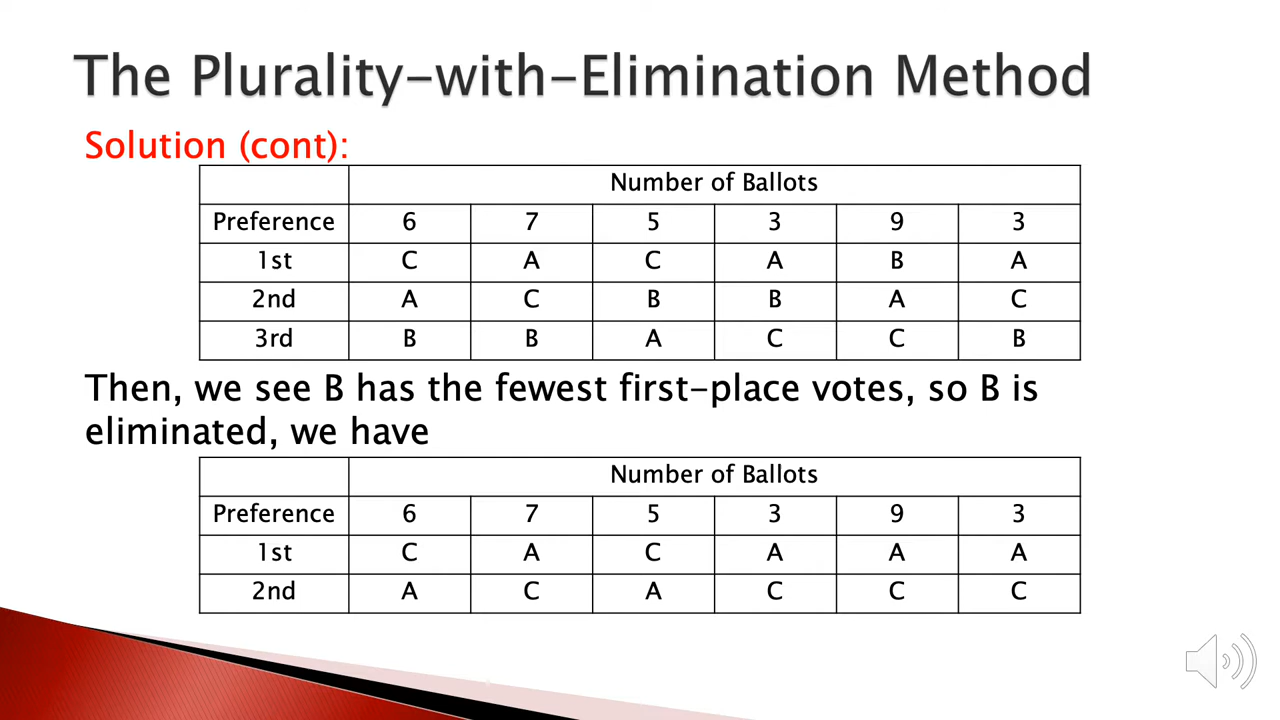 The Plurality-with-Elimination Method
Solution (cont):
Number of Ballots
Preference 6 7 5 3 9 3
1st C A C A B A
2nd A C B B A C
3rd B B A C C B
Then, we see B has the fewest first-place votes, so B is
eliminated, we have
Number of Ballots
Preference 6 7 5 3 9 3
1st C A C A A A
2nd A C A C C C